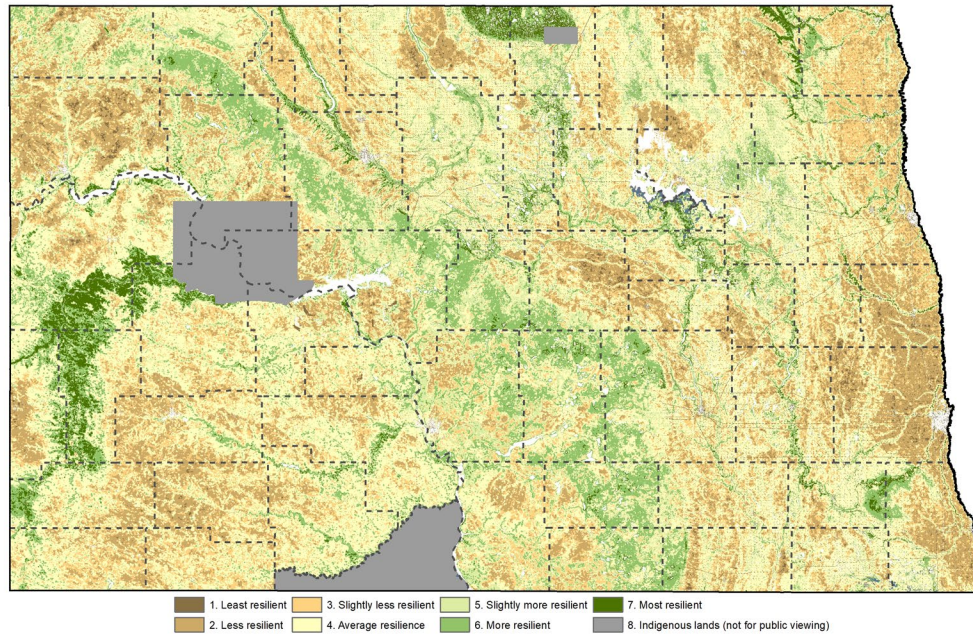 1. Least resilient 3. Slightly less resilient 5. Slightly more resilient 7. Most resilient
2. Less resilient 4. Average resilience 6. More resilient 8. Indigenous lands (not for public viewing)